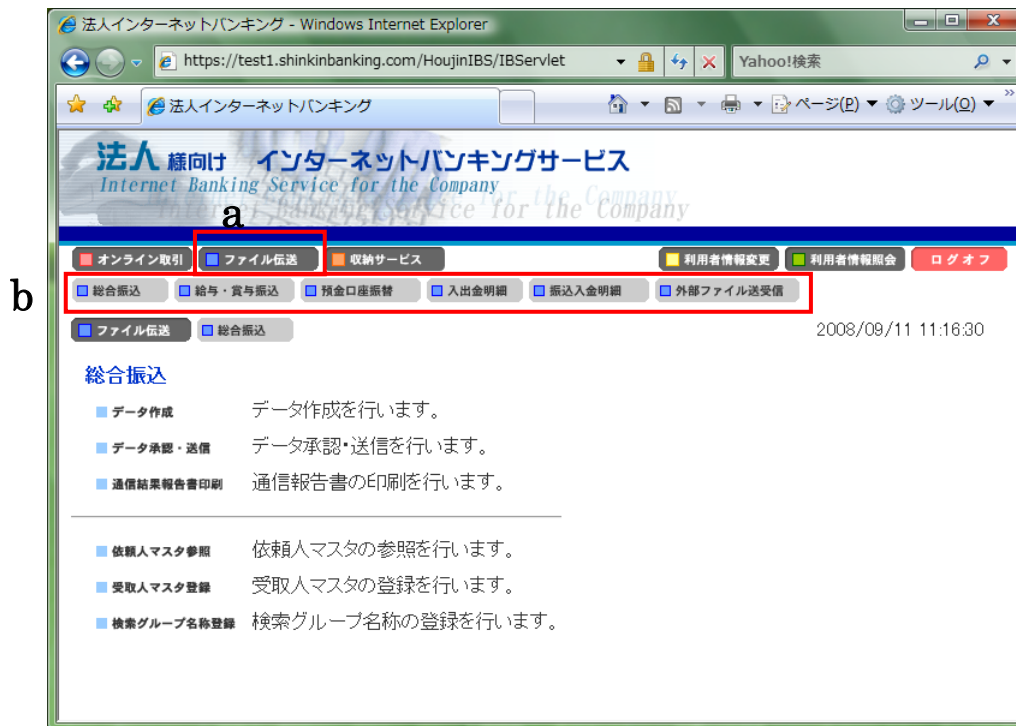 法人インターネットバンキング - Windows Internet Explorer
https://test1.shinkinbanking.com/HoujinIBS/IBServlet Yahoo!検索
法人インターネットバンキング ページ(P) ツール(O) »
法人 様向け インターネットバンキングサービス
Internet Banking Service for the Company
Internet Banking Service for the Company
a
オンライン取引 ファイル伝送 収納サービス 利用者情報変更 利用者情報照会 ログオフ
b
総合振込 給与・賞与振込 預金口座振替 入出金明細 振込入金明細 外部ファイル送受信
ファイル伝送 総合振込 2008/09/11 11:16:30
総合振込
データ作成 データ作成を行います。
データ承認・送信 データ承認・送信を行います。
通信結果報告書印刷 通信報告書の印刷を行います。
依頼人マスタ参照 依頼人マスタの参照を行います。
受取人マスタ登録 受取人マスタの登録を行います。
検索グループ名称登録 検索グループ名称の登録を行います。